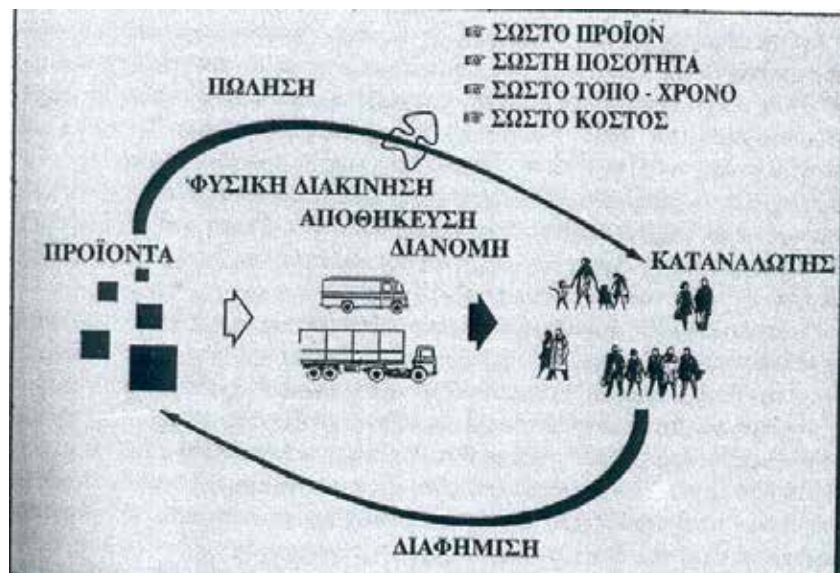 ☞ ΣΩΣΤΟ ΠΡΟΪΟΝ
☞ ΣΩΣΤΗ ΠΟΣΟΤΗΤΑ
☞ ΣΩΣΤΟ ΤΟΠΟ - ΧΡΟΝΟ
☞ ΣΩΣΤΟ ΚΟΣΤΟΣ
ΠΩΛΗΣΗ
ΦΥΣΙΚΗ ΔΙΑΚΙΝΗΣΗ
ΑΠΟΘΗΚΕΥΣΗ
ΔΙΑΝΟΜΗ
ΠΡΟΪΟΝΤΑ
ΚΑΤΑΝΑΛΩΤΗΣ
ΔΙΑΦΗΜΙΣΗ